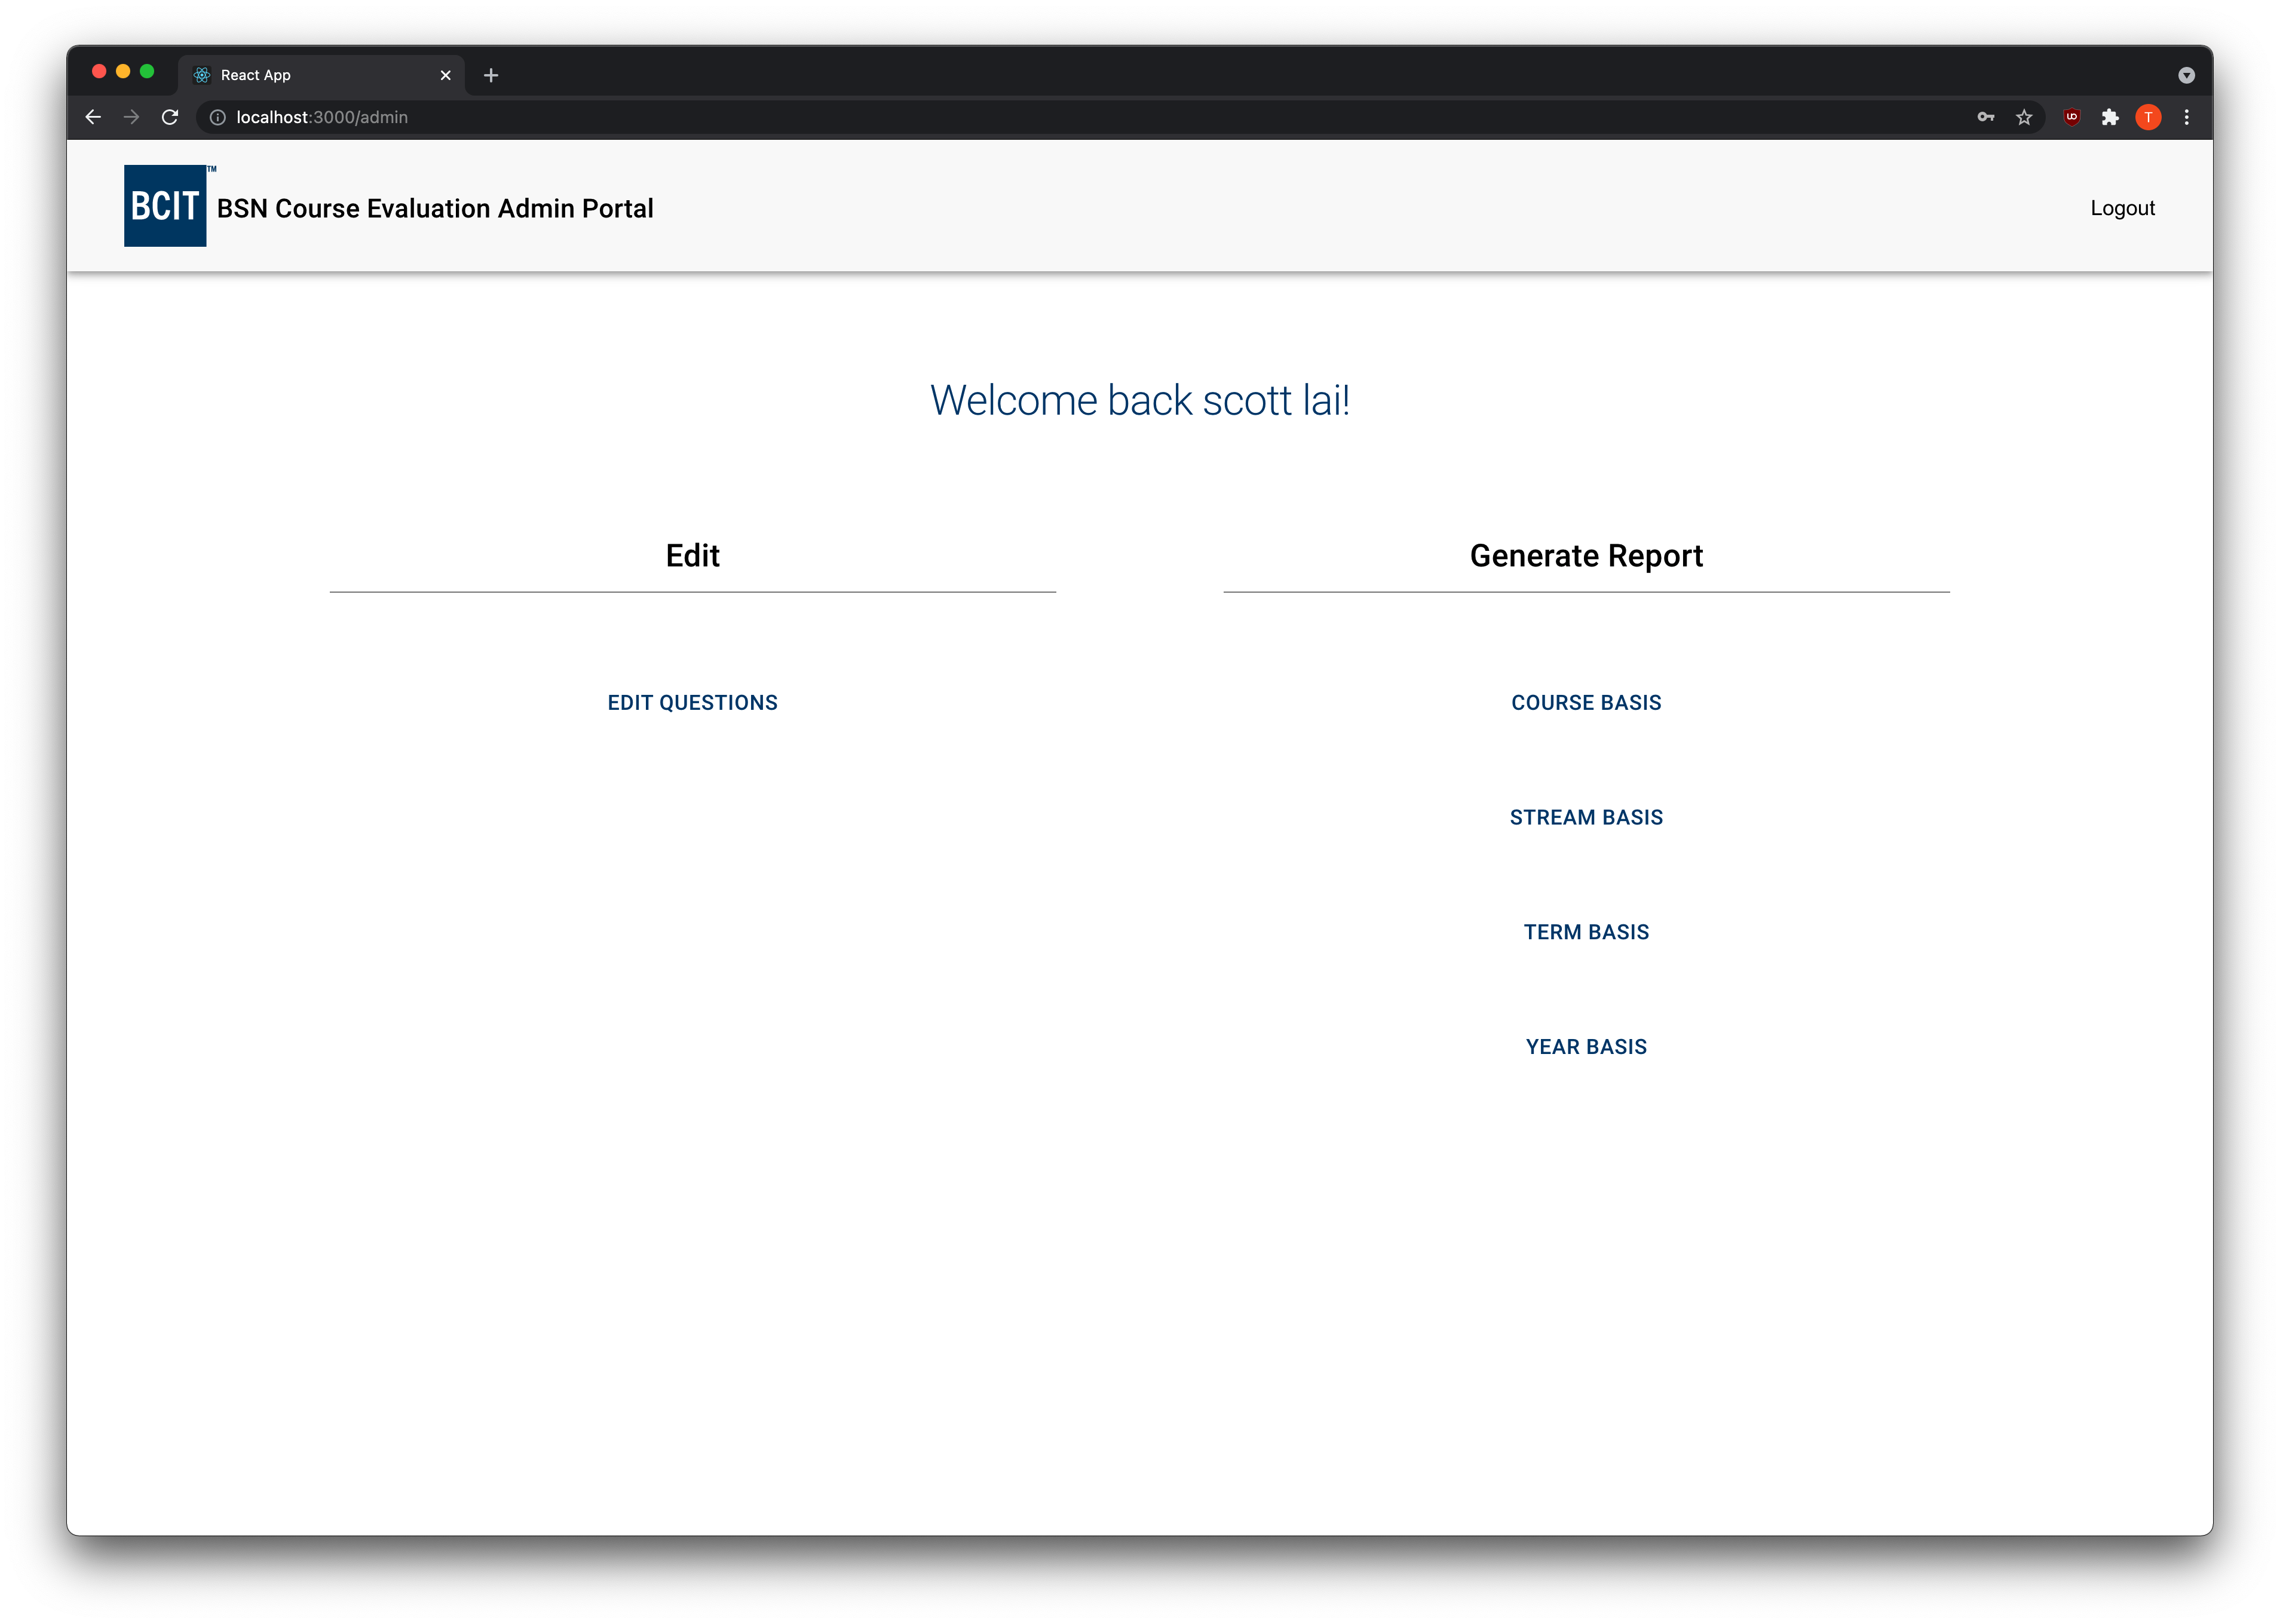 React App
localhost:3000/admin
T
BCIT™
BSN Course Evaluation Admin Portal
Logout
Welcome back scott lai!
Edit
Generate Report
EDIT QUESTIONS
COURSE BASIS
STREAM BASIS
TERM BASIS
YEAR BASIS